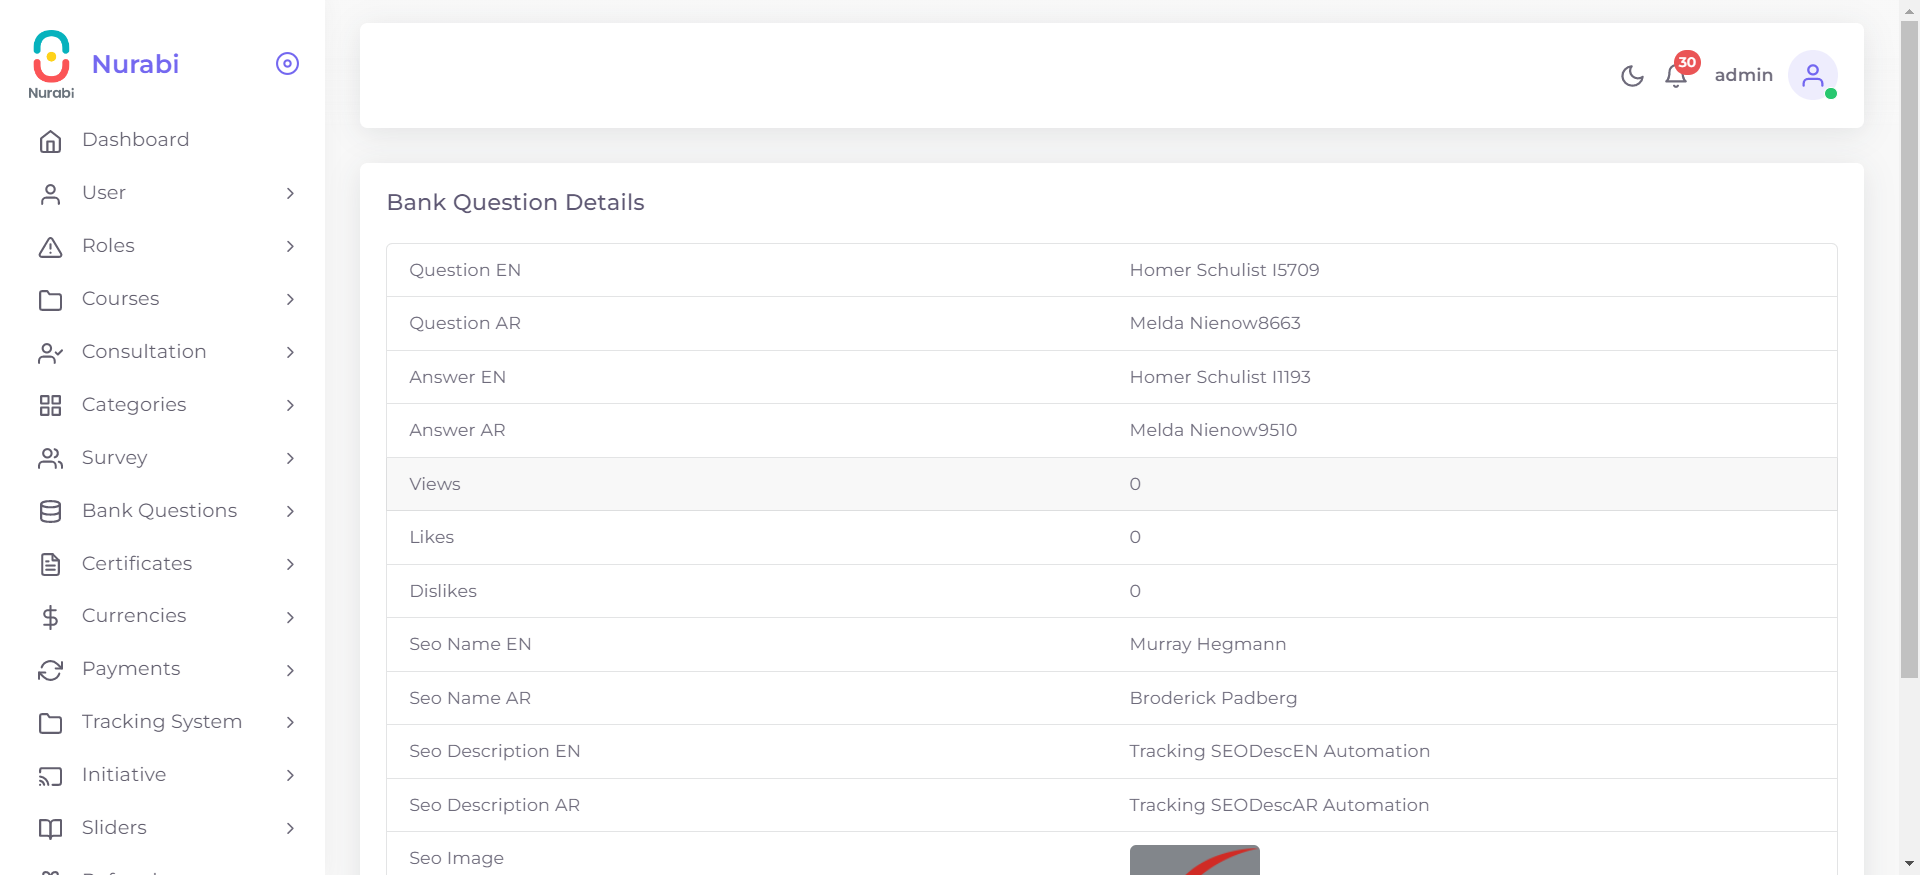 Nurabi
Nurabi
Dashboard
User
Roles
Courses
Consultation
Categories
Survey
Bank Questions
Certificates
Currencies
Payments
Tracking System
Initiative
Sliders
30
admin
Bank Question Details
Question EN Homer Schulist I5709
Question AR Melda Nienow8663
Answer EN Homer Schulist I1193
Answer AR Melda Nienow9510
Views 0
Likes 0
Dislikes 0
Seo Name EN Murray Hegmann
Seo Name AR Broderick Padberg
Seo Description EN Tracking SEODescEN Automation
Seo Description AR Tracking SEODescAR Automation
Seo Image